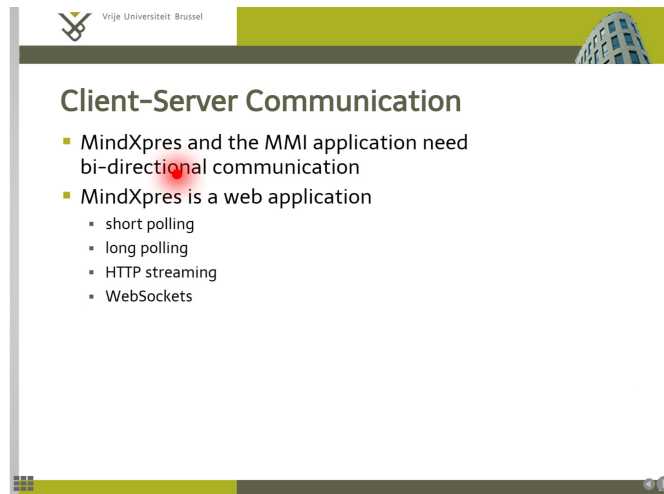 Vrije Universiteit Brussel
Client-Server Communication
MindXpres and the MMI application need
bi-directional communication
MindXpres is a web application
short polling
long polling
HTTP streaming
WebSockets